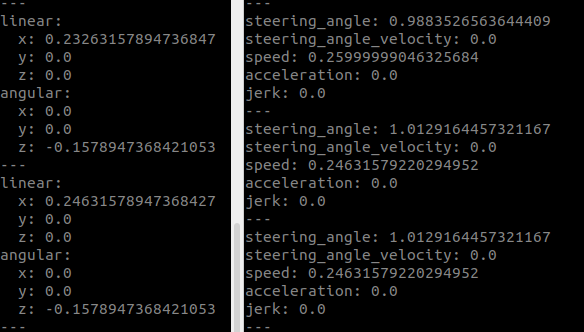 ---
linear:
  x: 0.23263157894736847
  y: 0.0
  z: 0.0
angular:
  x: 0.0
  y: 0.0
  z: -0.1578947368421053
---
linear:
  x: 0.24631578947368427
  y: 0.0
  z: 0.0
angular:
  x: 0.0
  y: 0.0
  z: -0.1578947368421053
---
---
steering_angle: 0.9883526563644409
steering_angle_velocity: 0.0
speed: 0.25999999046325684
acceleration: 0.0
jerk: 0.0
---
steering_angle: 1.0129164457321167
steering_angle_velocity: 0.0
speed: 0.24631579220294952
acceleration: 0.0
jerk: 0.0
---
steering_angle: 1.0129164457321167
steering_angle_velocity: 0.0
speed: 0.24631579220294952
acceleration: 0.0
jerk: 0.0
---